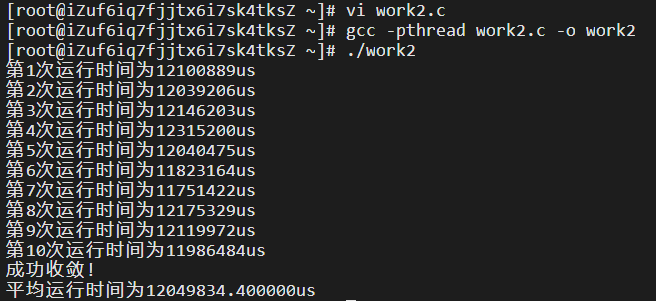 [root@iZuf6iq7fjjtx6i7sk4tksZ ~]# vi work2.c
[root@iZuf6iq7fjjtx6i7sk4tksZ ~]# gcc -pthread work2.c -o work2
[root@iZuf6iq7fjjtx6i7sk4tksZ ~]# ./work2
第1次运行时间为12100889us
第2次运行时间为12039206us
第3次运行时间为12146203us
第4次运行时间为12315200us
第5次运行时间为12040475us
第6次运行时间为11823164us
第7次运行时间为11751422us
第8次运行时间为12175329us
第9次运行时间为12119972us
第10次运行时间为11986484us
成功收敛!
平均运行时间为12049834.400000us